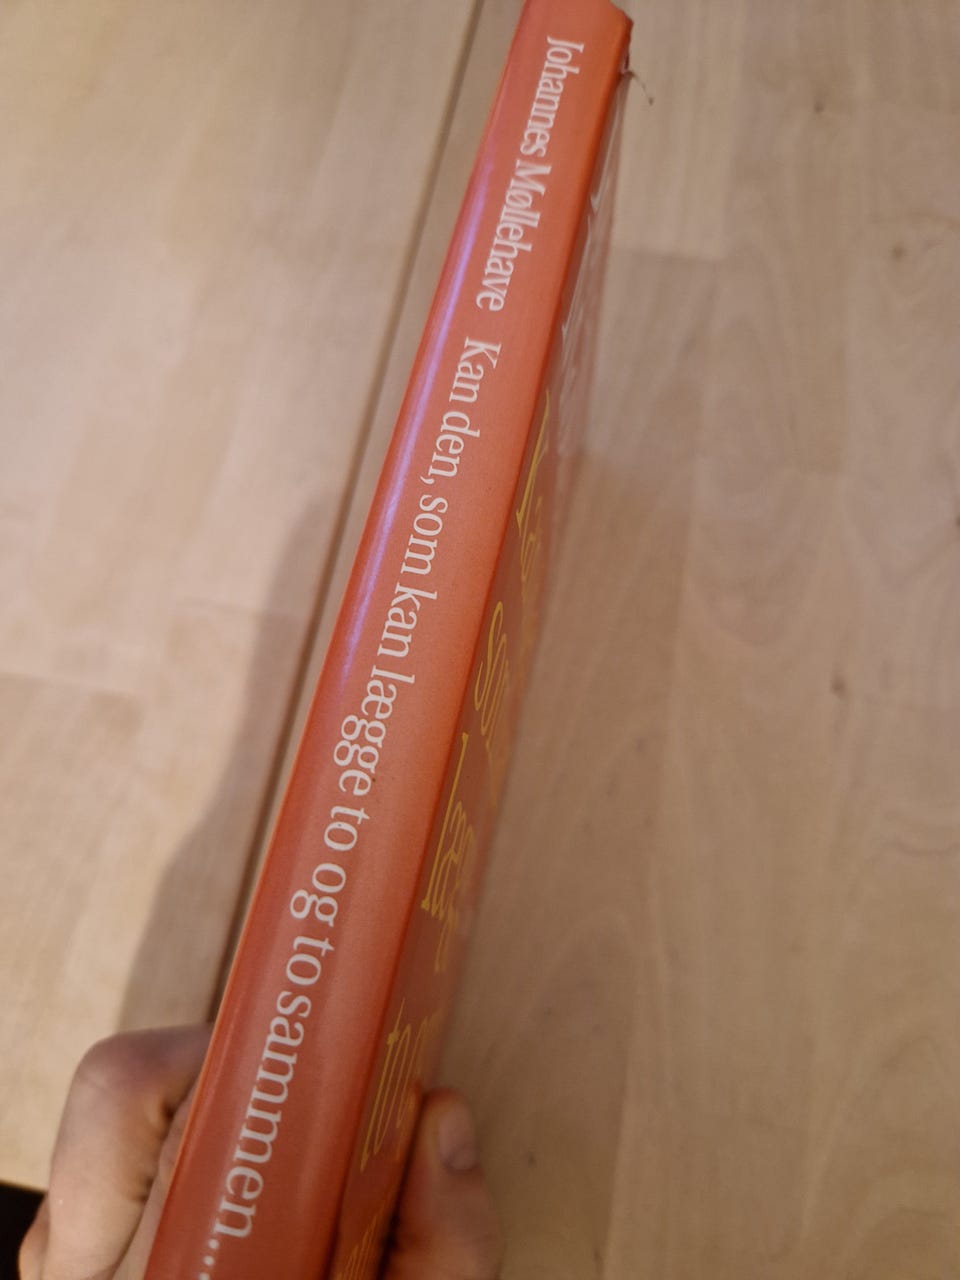 Johannes Møllehave Kan den, som kan lægge to og to sammen....